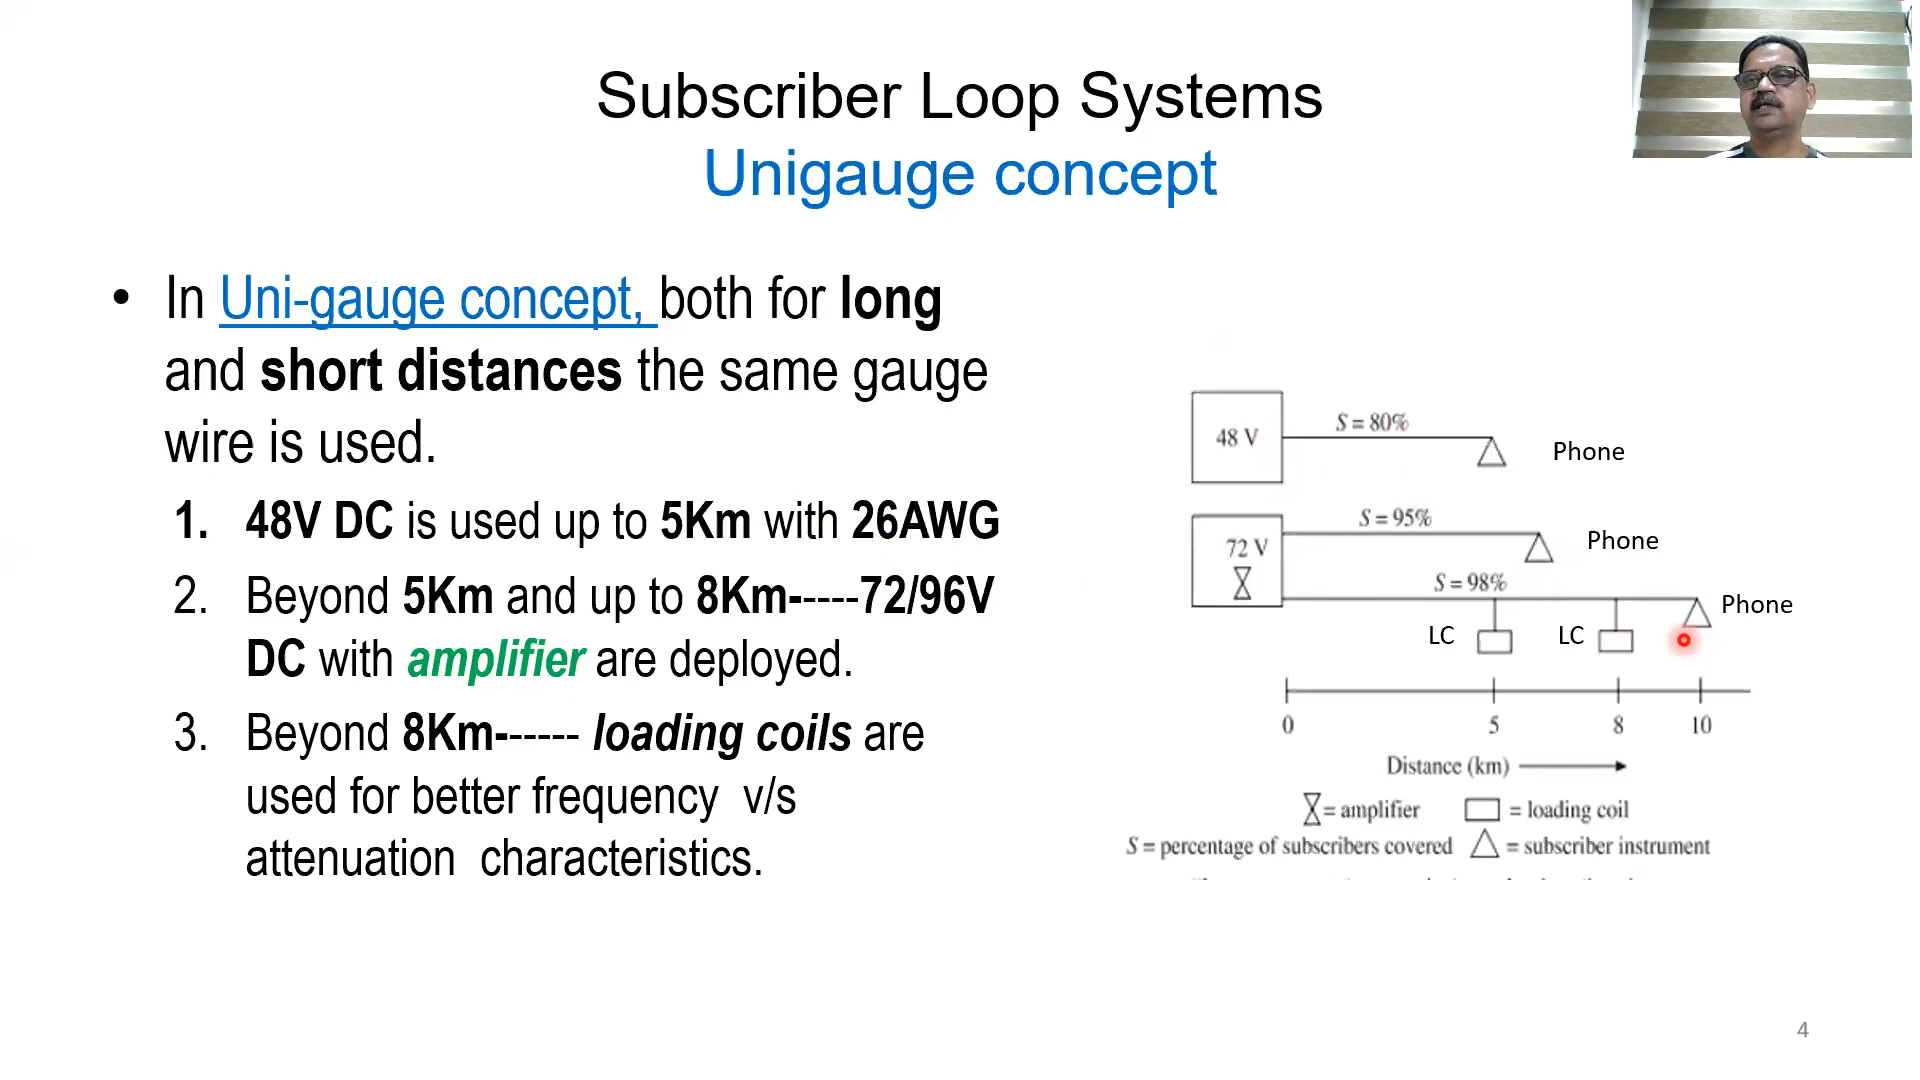 Subscriber Loop Systems
Unigauge concept
• In Uni-gauge concept, both for long
and short distances the same gauge
wire is used.
1. 48V DC is used up to 5Km with 26AWG
2. Beyond 5Km and up to 8Km-----72/96V
DC with amplifier are deployed.
3. Beyond 8Km------ loading coils are
used for better frequency v/s
attenuation characteristics.
48 V
S = 80%
Phone
72 V
S = 95%
Phone
S = 98%
Phone
LC
LC
0 5 8 10
Distance (km)
= amplifier = loading coil
S = percentage of subscribers covered = subscriber instrument
4